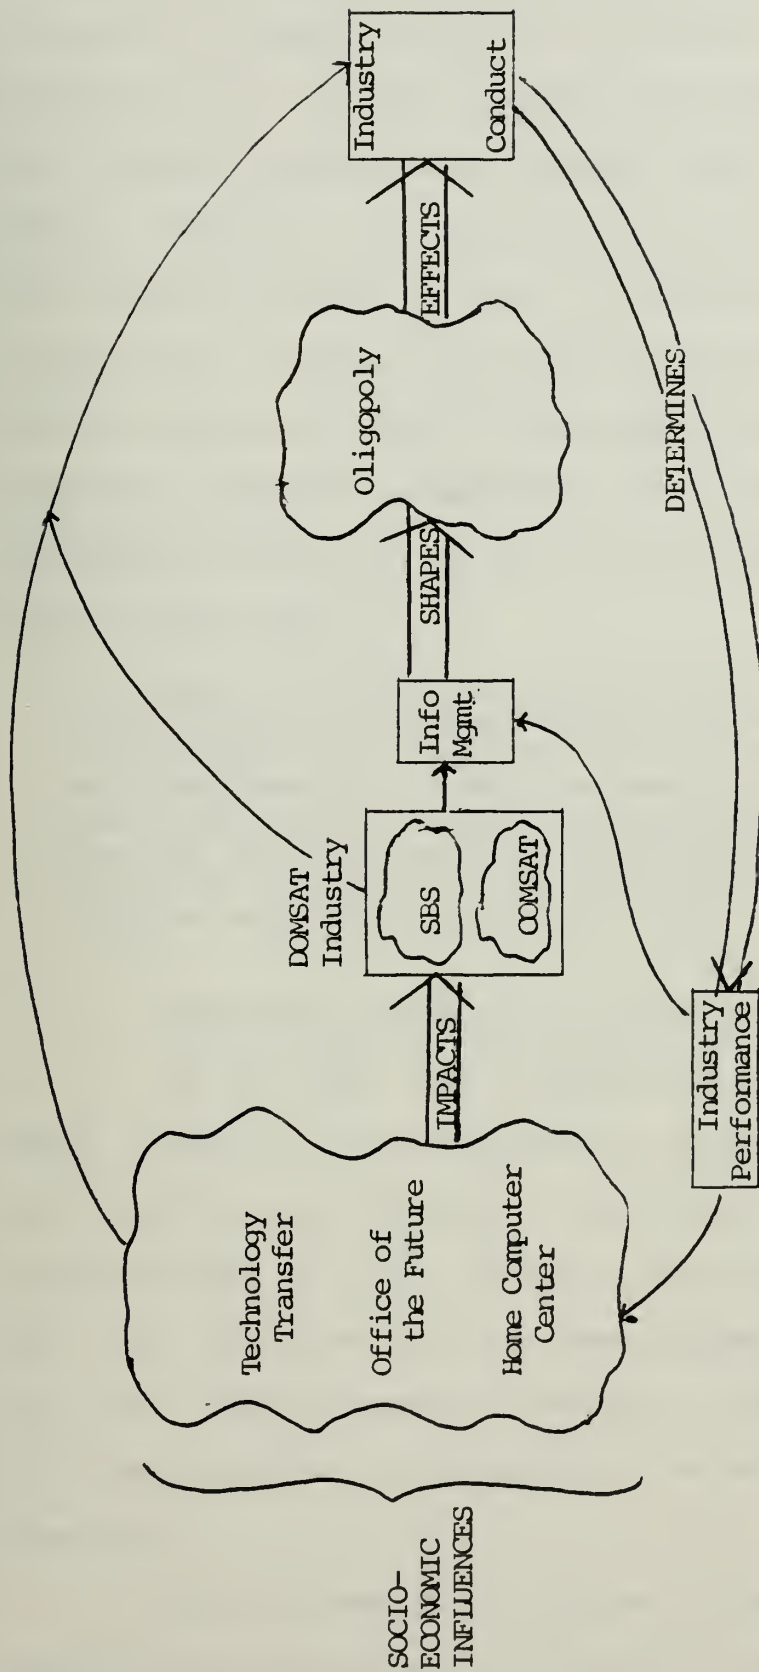 SOCIO-
ECONOMIC
INFLUENCES
Technology
Transfer
Office of
the Future
Home Computer
Center
IMPACTS
DOMSAT
Industry
SBS
COMSAT
Info
Mgmt
SHAPES
Oligopoly
EFFECTS
Industry
Conduct
DETERMINES
Industry
Performance